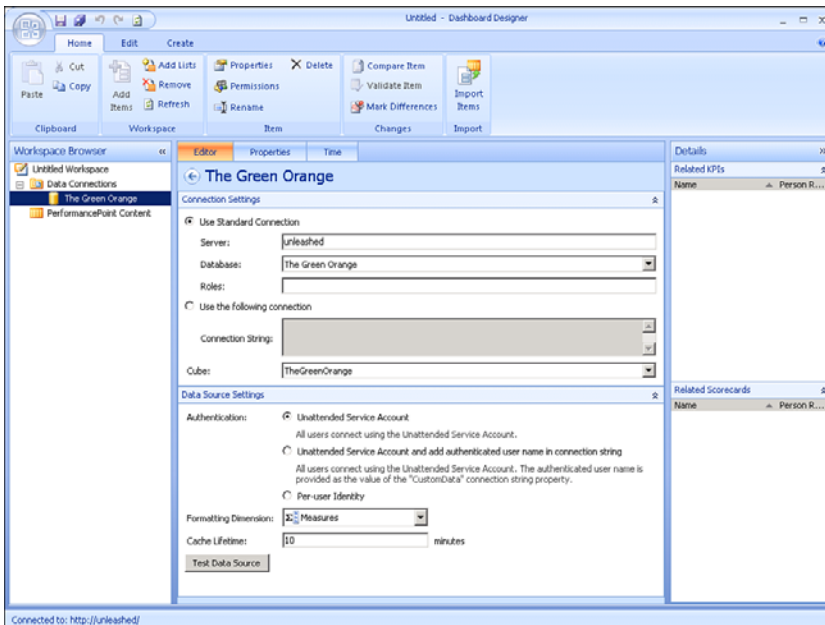 Untitled - Dashboard Designer
Home Edit Create
Paste
Cut
Copy
Clipboard
Add Items
Add Lists
Remove
Refresh
Workspace
Properties
Permissions
Rename
Delete
Item
Compare Item
Validate Item
Mark Differences
Changes
Import Items
Import
Workspace Browser
Untitled Workspace
Data Connections
The Green Orange
PerformancePoint Content
Editor Properties Time
The Green Orange
Connection Settings
Use Standard Connection
Server: unleashed
Database: The Green Orange
Roles:
Use the following connection
Connection String:
Cube: TheGreenOrange
Data Source Settings
Authentication: Unattended Service Account
All users connect using the Unattended Service Account.
Unattended Service Account and add authenticated user name in connection string
All users connect using the Unattended Service Account. The authenticated user name is
provided as the value of the "CustomData" connection string property.
Per-user Identity
Formatting Dimension: Measures
Cache Lifetime: 10 minutes
Test Data Source
Details
Related KPIs
Name Person R...
Related Scorecards
Name Person R...
Connected to: http://unleashed/